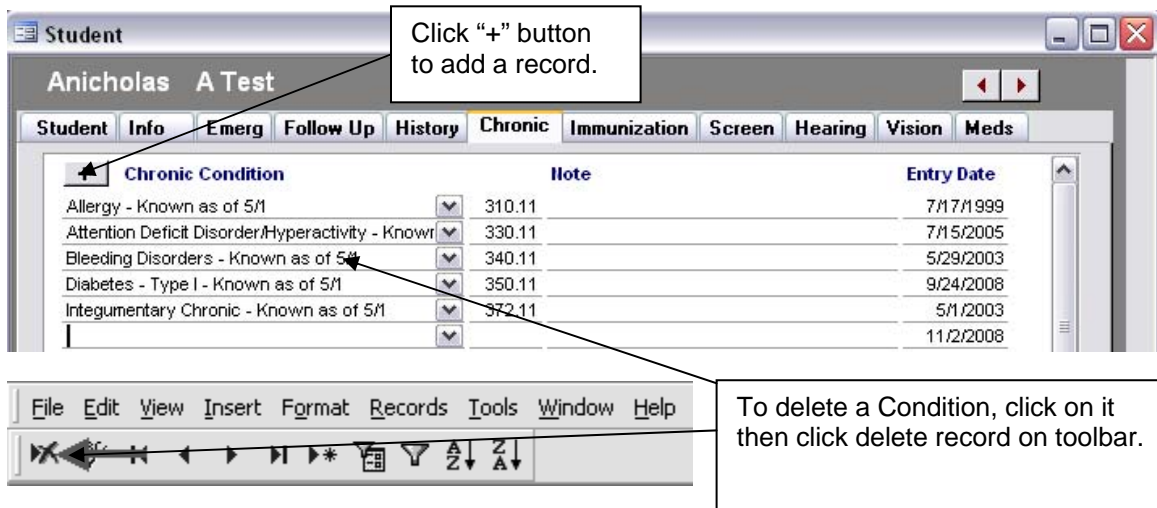 Student
Click “+” button
to add a record.
Anicholas A Test
Student Info Emerg Follow Up History Chronic Immunization Screen Hearing Vision Meds
+ Chronic Condition Note Entry Date
Allergy - Known as of 5/1 310.11 7/17/1999
Attention Deficit Disorder/Hyperactivity - Known 330.11 7/15/2005
Bleeding Disorders - Known as of 5/1 340.11 5/29/2003
Diabetes - Type I - Known as of 5/1 350.11 9/24/2008
Integumentary Chronic - Known as of 5/1 372.11 5/1/2003
11/2/2008
File Edit View Insert Format Records Tools Window Help
To delete a Condition, click on it
then click delete record on toolbar.